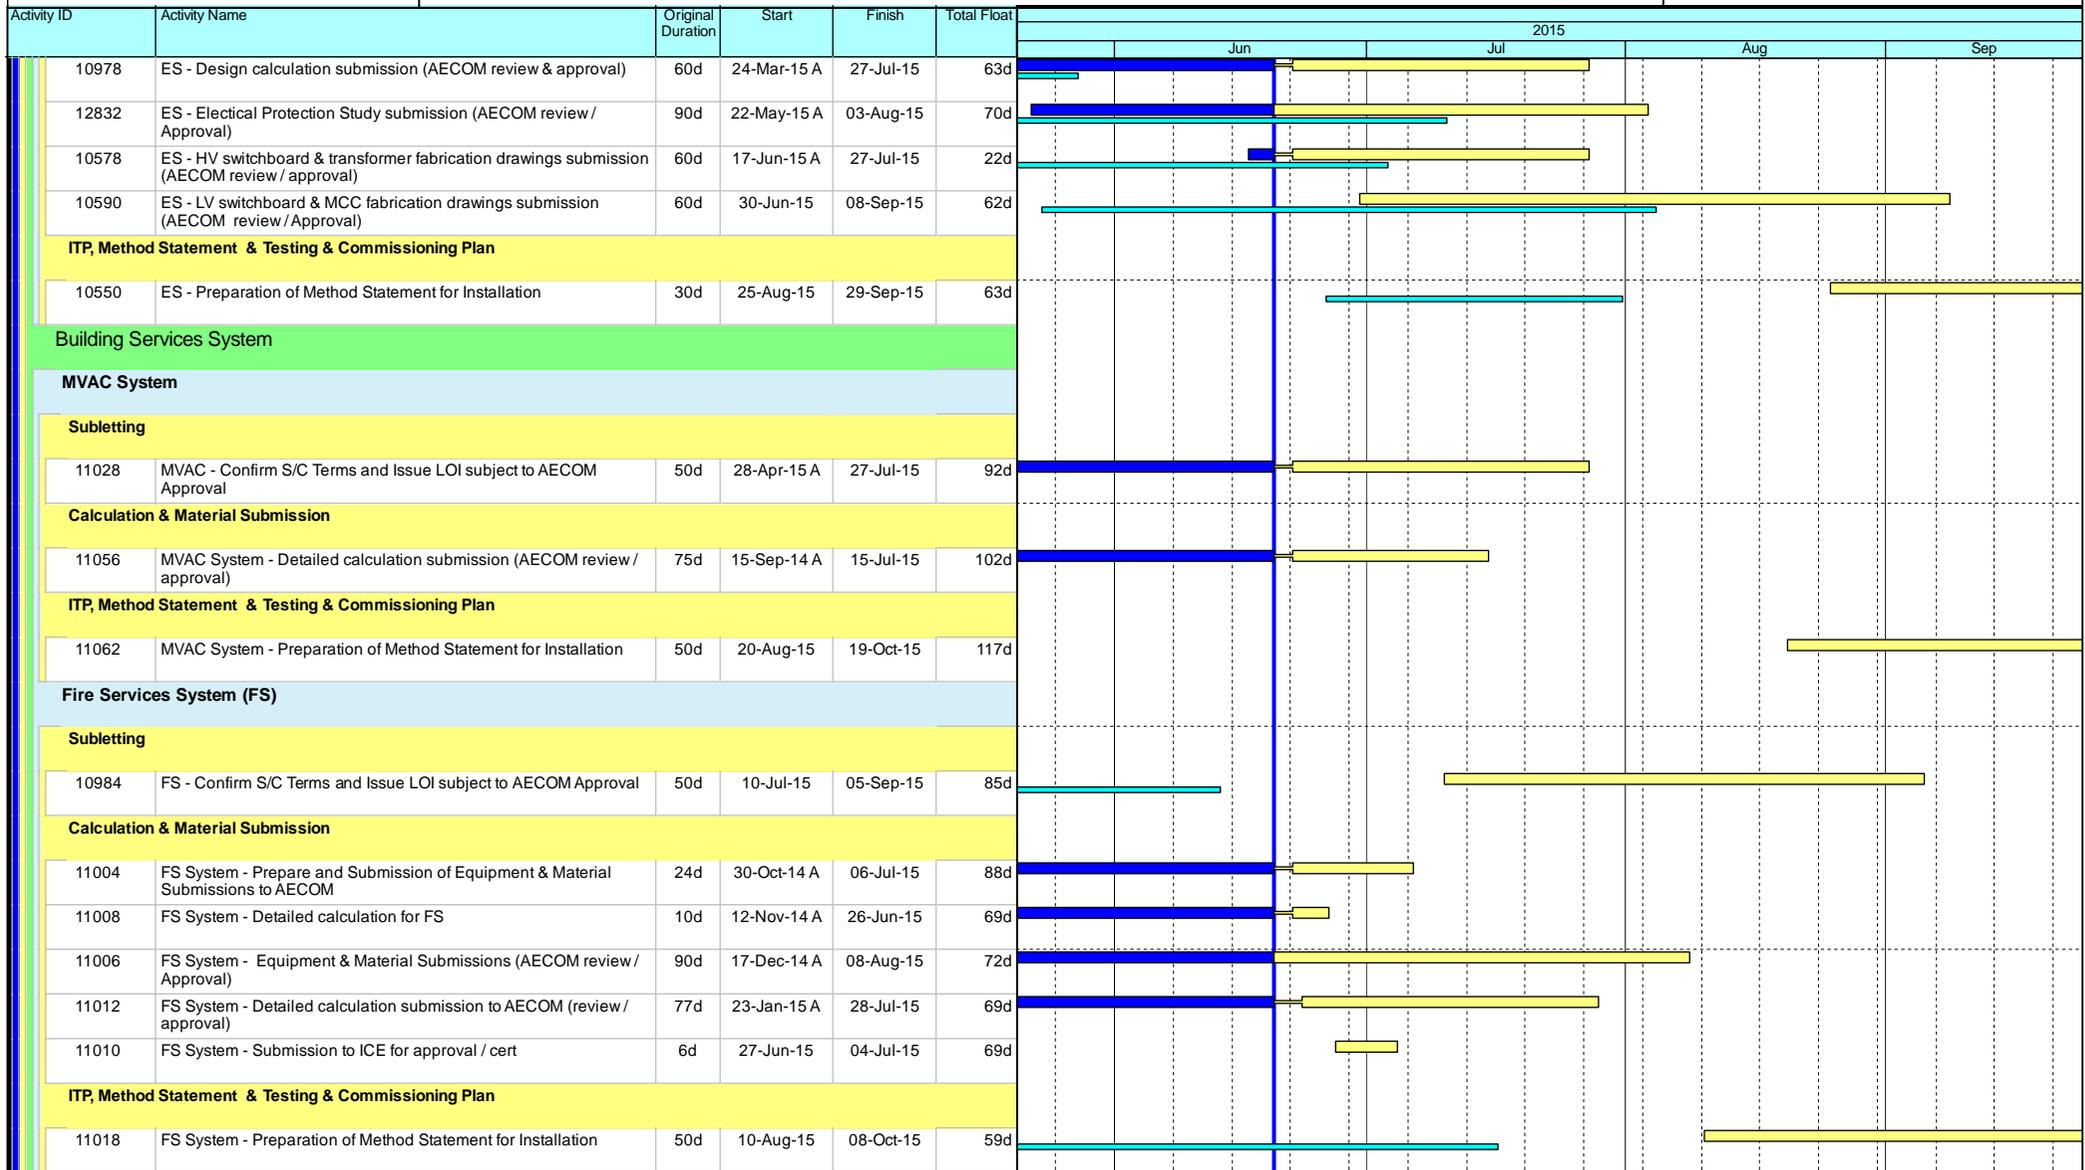 Activity ID Activity Name Original Duration Start Finish Total Float
2015
Jun Jul Aug Sep
10978 ES - Design calculation submission (AECOM review & approval) 60d 24-Mar-15 A 27-Jul-15 63d
12832 ES - Electical Protection Study submission (AECOM review / 90d 22-May-15 A 03-Aug-15 70d
Approval)
10578 ES - HV switchboard & transformer fabrication drawings submission 60d 17-Jun-15 A 27-Jul-15 22d
(AECOM review / approval)
10590 ES - LV switchboard & MCC fabrication drawings submission 60d 30-Jun-15 08-Sep-15 62d
(AECOM review / Approval)
ITP, Method Statement & Testing & Commissioning Plan
10550 ES - Preparation of Method Statement for Installation 30d 25-Aug-15 29-Sep-15 63d
Building Services System
MVAC System
Subletting
11028 MVAC - Confirm S/C Terms and Issue LOI subject to AECOM 50d 28-Apr-15 A 27-Jul-15 92d
Approval
Calculation & Material Submission
11056 MVAC System - Detailed calculation submission (AECOM review / 75d 15-Sep-14 A 15-Jul-15 102d
approval)
ITP, Method Statement & Testing & Commissioning Plan
11062 MVAC System - Preparation of Method Statement for Installation 50d 20-Aug-15 19-Oct-15 117d
Fire Services System (FS)
Subletting
10984 FS - Confirm S/C Terms and Issue LOI subject to AECOM Approval 50d 10-Jul-15 05-Sep-15 85d
Calculation & Material Submission
11004 FS System - Prepare and Submission of Equipment & Material 24d 30-Oct-14 A 06-Jul-15 88d
Submissions to AECOM
11008 FS System - Detailed calculation for FS 10d 12-Nov-14 A 26-Jun-15 69d
11006 FS System - Equipment & Material Submissions (AECOM review / 90d 17-Dec-14 A 08-Aug-15 72d
Approval)
11012 FS System - Detailed calculation submission to AECOM (review / 77d 23-Jan-15 A 28-Jul-15 69d
approval)
11010 FS System - Submission to ICE for approval / cert 6d 27-Jun-15 04-Jul-15 69d
ITP, Method Statement & Testing & Commissioning Plan
11018 FS System - Preparation of Method Statement for Installation 50d 10-Aug-15 08-Oct-15 59d